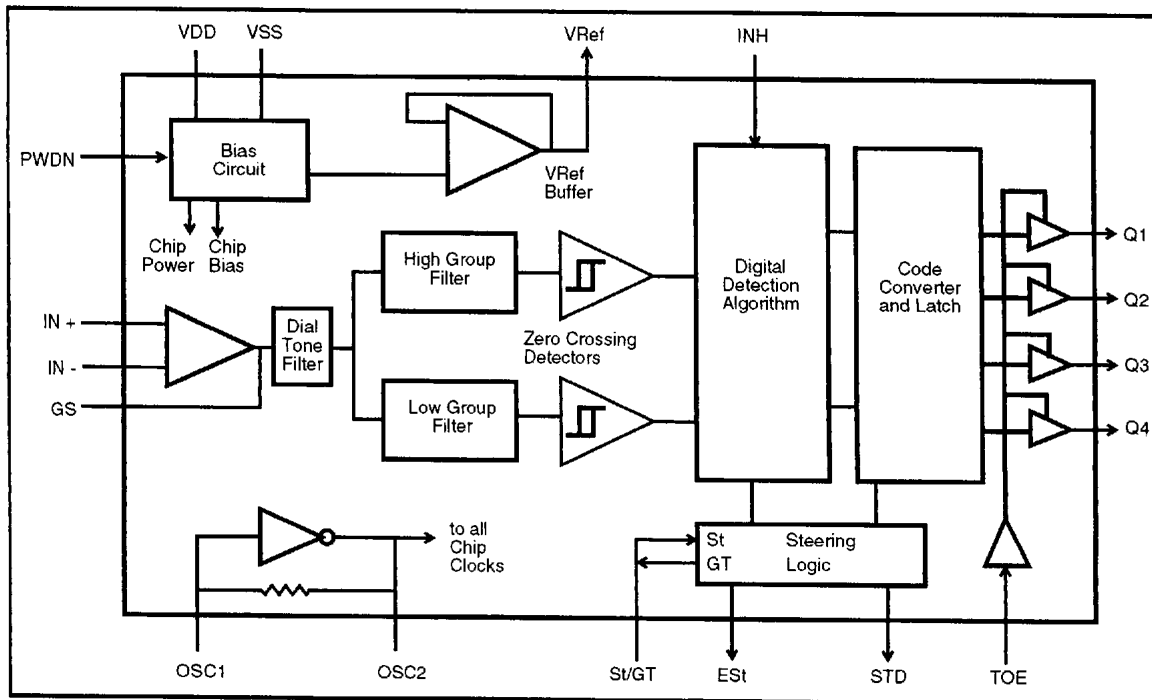 VDD
VSS
VRef
INH
PWDN
Bias
Circuit
VRef
Buffer
Chip
Power
Chip
Bias
High Group
Filter
Digital
Detection
Algorithm
Code
Converter
and Latch
Q1
Q2
Q3
Q4
IN +
IN -
GS
Dial
Tone
Filter
Zero Crossing
Detectors
Low Group
Filter
to all
Chip
Clocks
St
GT
Steering
Logic
OSC1
OSC2
St/GT
ESt
STD
TOE